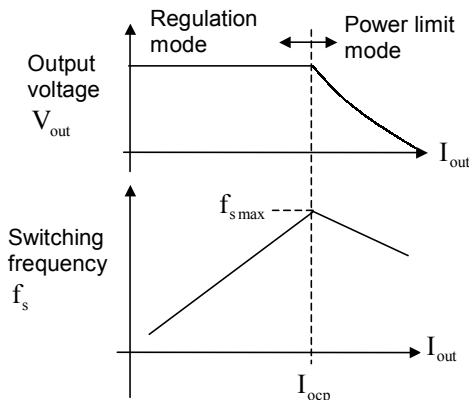 Regulation
mode
Power limit
mode
Output
voltage
V_out
I_out
f_s max
Switching
frequency
f_s
I_out
I_ocp